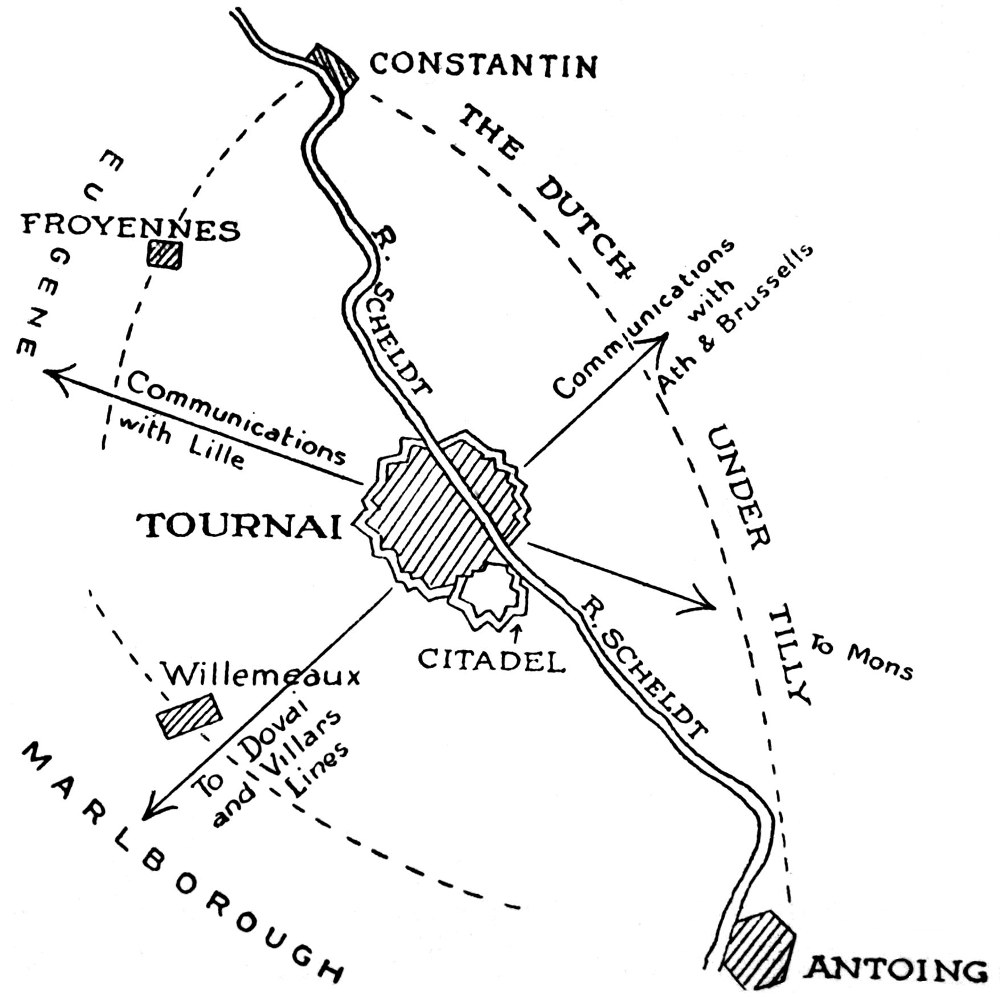 CONSTANTIN
THE DUTCH
EUGENE
FROYENNES
R. SCHELDT
Communications
with
Ath & Brussells
Communications
with Lille
UNDER
TOURNAI
TILLY
CITADEL
R. SCHELDT
To Mons
Willemeaux
To Dovai
and Villars
Lines
MARLBOROUGH
ANTOING